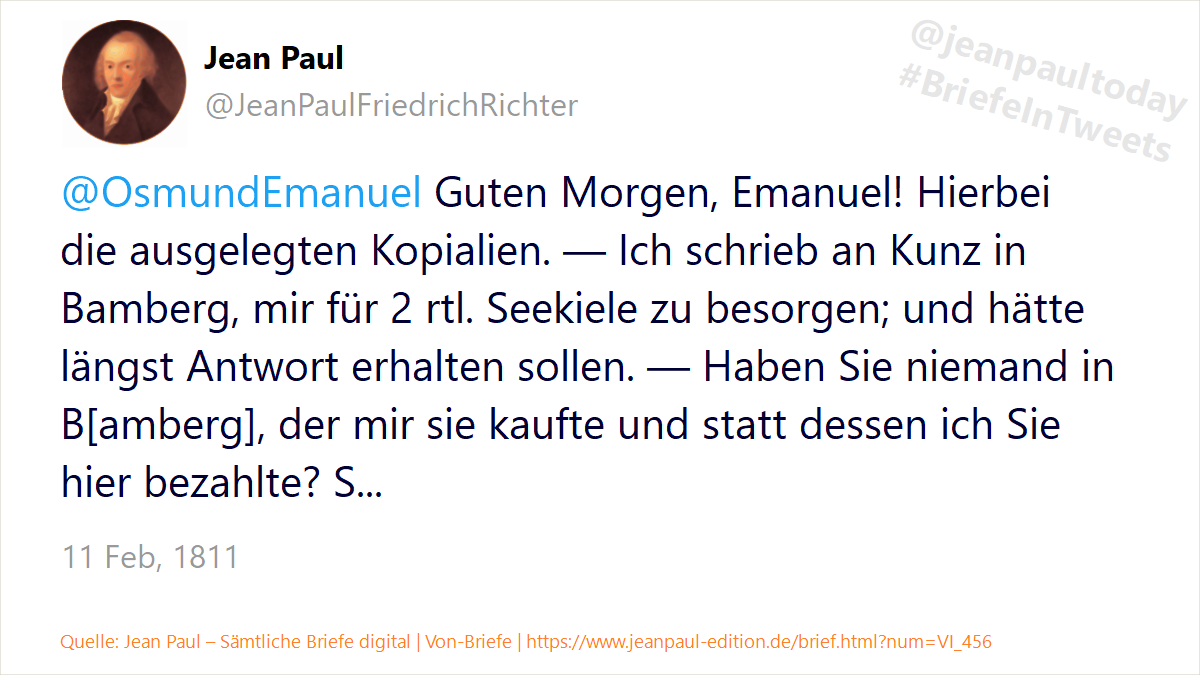 Jean Paul
@JeanPaulFriedrichRichter
@jeanpaultoday
#BriefeInTweets
@OsmundEmanuel Guten Morgen, Emanuel! Hierbei
die ausgelegten Kopialien. — Ich schrieb an Kunz in
Bamberg, mir für 2 rtl. Seekiele zu besorgen; und hätte
längst Antwort erhalten sollen. — Haben Sie niemand in
B[amberg], der mir sie kaufte und statt dessen ich Sie
hier bezahlte? S...
11 Feb, 1811
Quelle: Jean Paul – Sämtliche Briefe digital | Von-Briefe | https://www.jeanpaul-edition.de/brief.html?num=VI_456